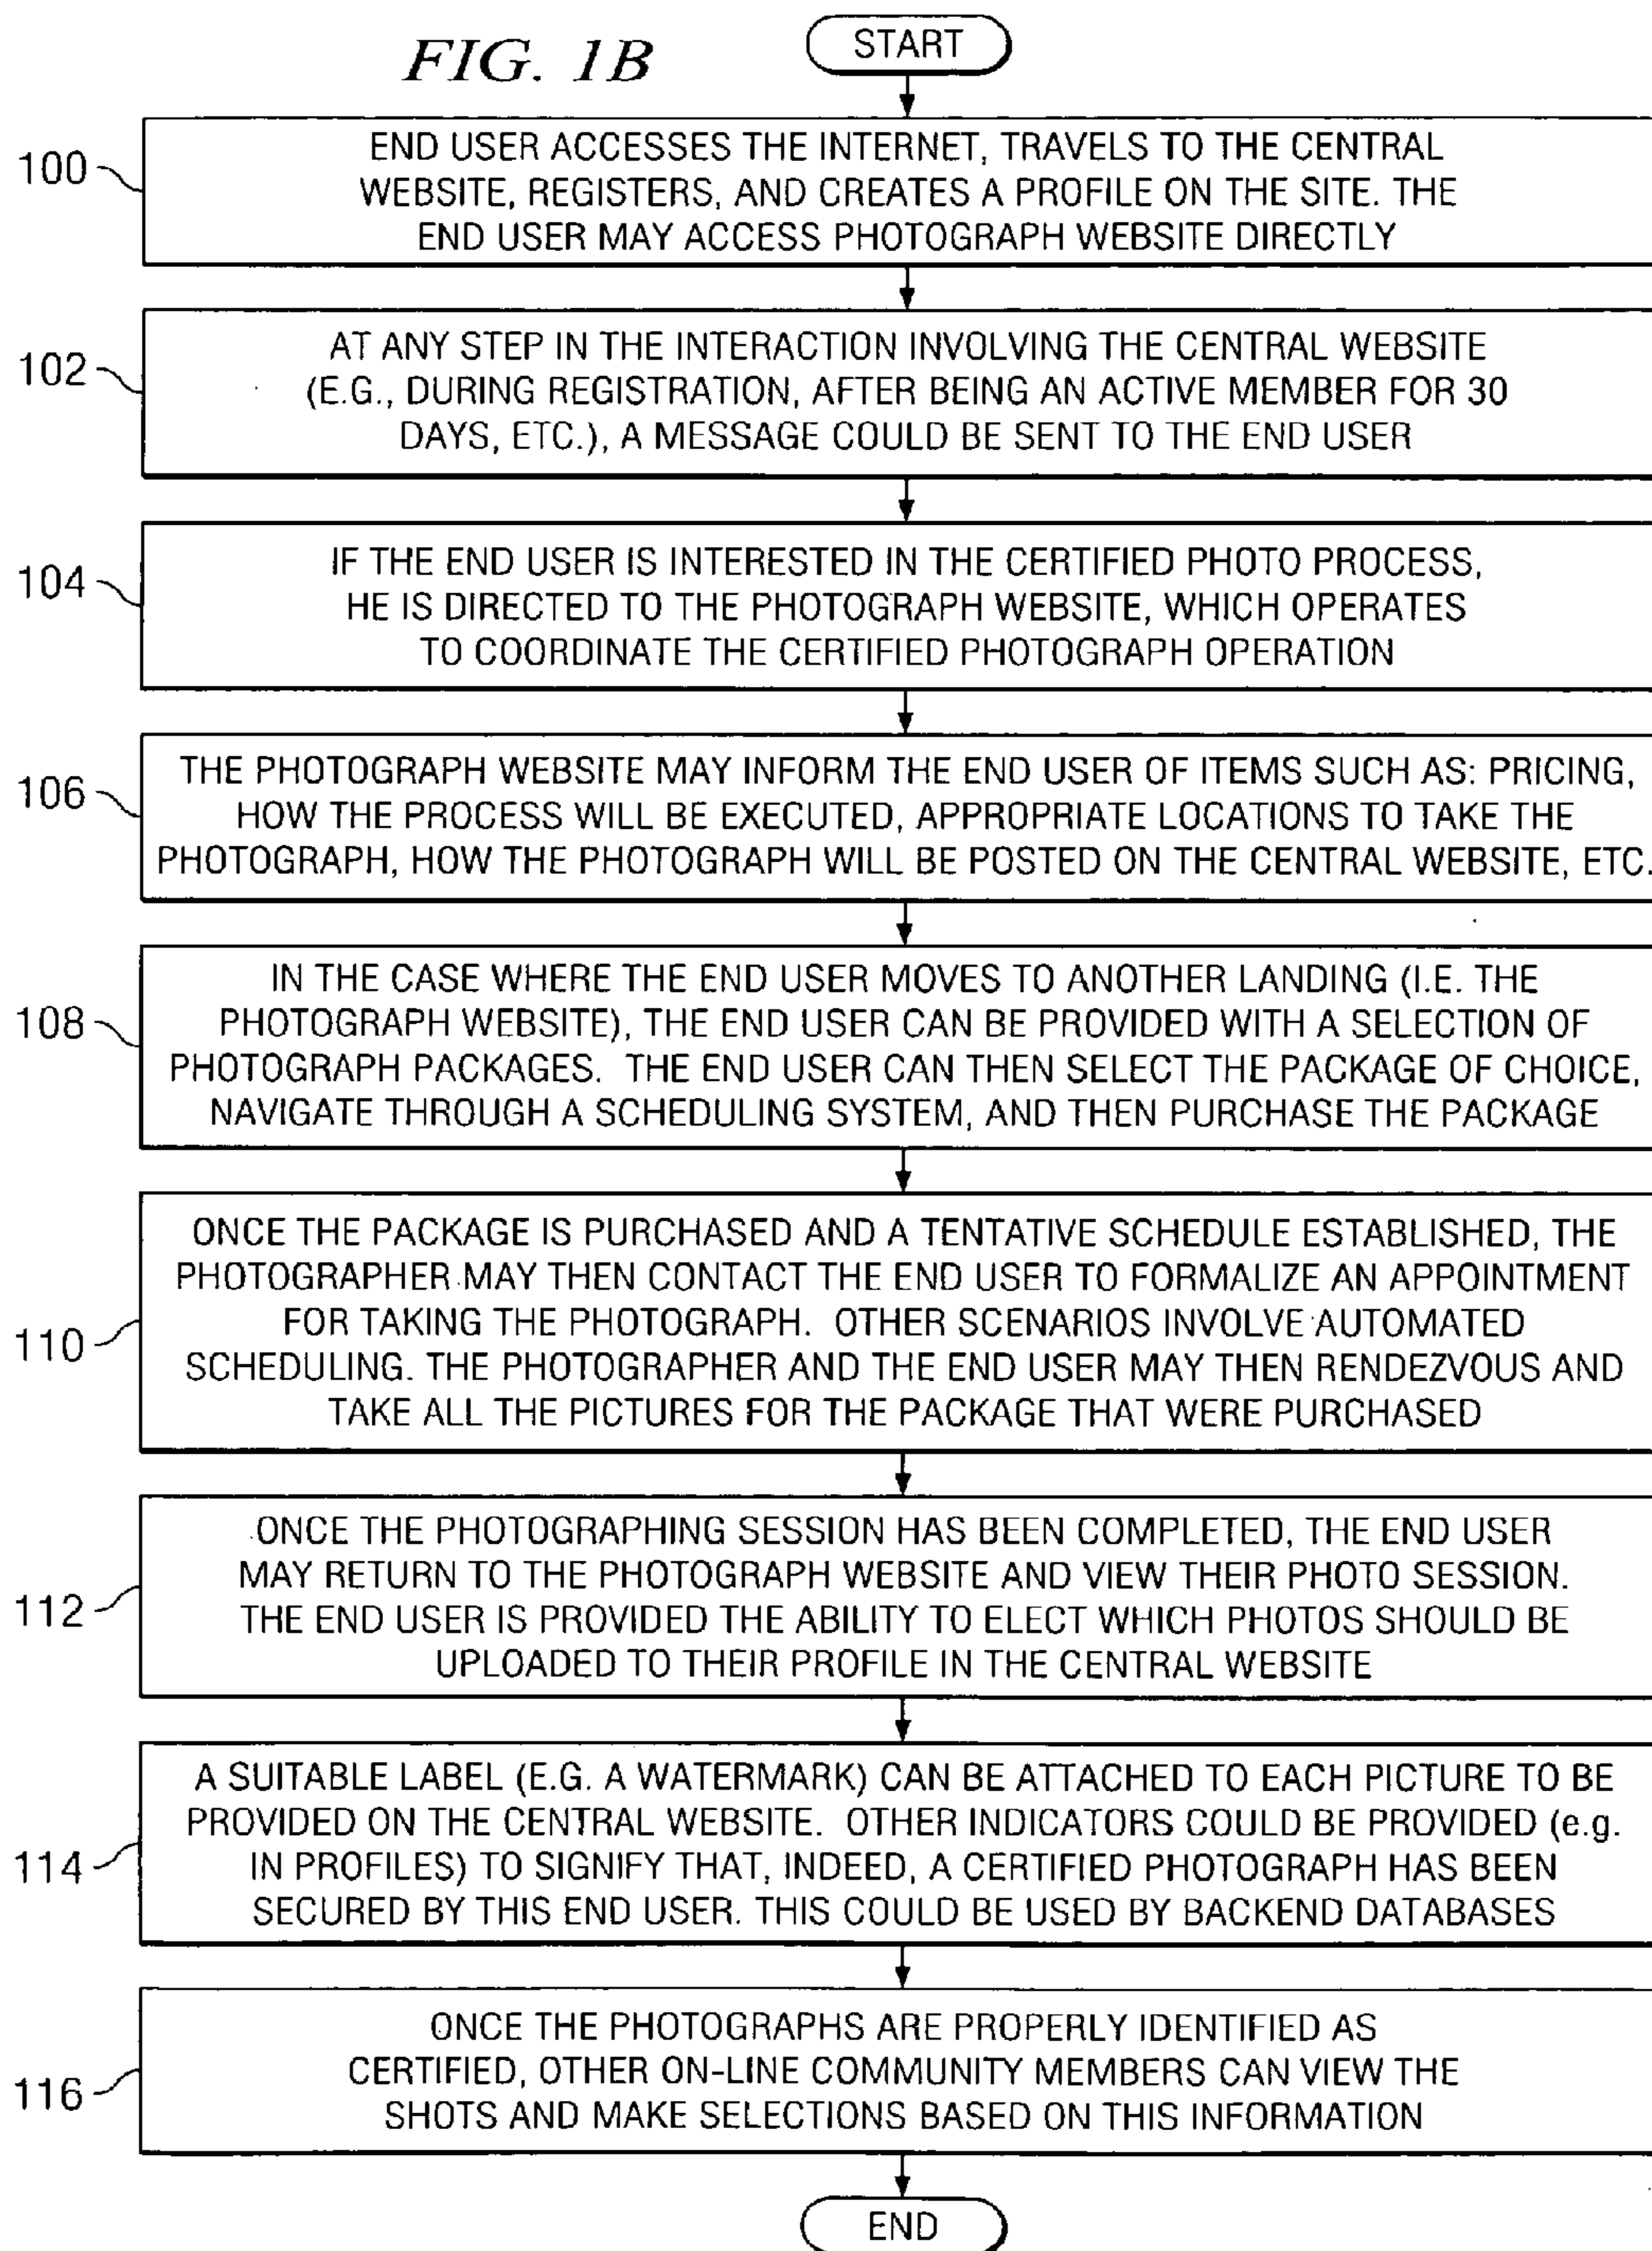 FIG. 1B
START
100
END USER ACCESSES THE INTERNET, TRAVELS TO THE CENTRAL
WEBSITE, REGISTERS, AND CREATES A PROFILE ON THE SITE. THE
END USER MAY ACCESS PHOTOGRAPH WEBSITE DIRECTLY
102
AT ANY STEP IN THE INTERACTION INVOLVING THE CENTRAL WEBSITE
(E.G., DURING REGISTRATION, AFTER BEING AN ACTIVE MEMBER FOR 30
DAYS, ETC.), A MESSAGE COULD BE SENT TO THE END USER
104
IF THE END USER IS INTERESTED IN THE CERTIFIED PHOTO PROCESS,
HE IS DIRECTED TO THE PHOTOGRAPH WEBSITE, WHICH OPERATES
TO COORDINATE THE CERTIFIED PHOTOGRAPH OPERATION
106
THE PHOTOGRAPH WEBSITE MAY INFORM THE END USER OF ITEMS SUCH AS: PRICING,
HOW THE PROCESS WILL BE EXECUTED, APPROPRIATE LOCATIONS TO TAKE THE
PHOTOGRAPH, HOW THE PHOTOGRAPH WILL BE POSTED ON THE CENTRAL WEBSITE, ETC.
108
IN THE CASE WHERE THE END USER MOVES TO ANOTHER LANDING (I.E. THE
PHOTOGRAPH WEBSITE), THE END USER CAN BE PROVIDED WITH A SELECTION OF
PHOTOGRAPH PACKAGES. THE END USER CAN THEN SELECT THE PACKAGE OF CHOICE,
NAVIGATE THROUGH A SCHEDULING SYSTEM, AND THEN PURCHASE THE PACKAGE
110
ONCE THE PACKAGE IS PURCHASED AND A TENTATIVE SCHEDULE ESTABLISHED, THE
PHOTOGRAPHER MAY THEN CONTACT THE END USER TO FORMALIZE AN APPOINTMENT
FOR TAKING THE PHOTOGRAPH. OTHER SCENARIOS INVOLVE AUTOMATED
SCHEDULING. THE PHOTOGRAPHER AND THE END USER MAY THEN RENDEZVOUS AND
TAKE ALL THE PICTURES FOR THE PACKAGE THAT WERE PURCHASED
112
ONCE THE PHOTOGRAPHING SESSION HAS BEEN COMPLETED, THE END USER
MAY RETURN TO THE PHOTOGRAPH WEBSITE AND VIEW THEIR PHOTO SESSION.
THE END USER IS PROVIDED THE ABILITY TO ELECT WHICH PHOTOS SHOULD BE
UPLOADED TO THEIR PROFILE IN THE CENTRAL WEBSITE
114
A SUITABLE LABEL (E.G. A WATERMARK) CAN BE ATTACHED TO EACH PICTURE TO BE
PROVIDED ON THE CENTRAL WEBSITE. OTHER INDICATORS COULD BE PROVIDED (e.g.
IN PROFILES) TO SIGNIFY THAT, INDEED, A CERTIFIED PHOTOGRAPH HAS BEEN
SECURED BY THIS END USER. THIS COULD BE USED BY BACKEND DATABASES
116
ONCE THE PHOTOGRAPHS ARE PROPERLY IDENTIFIED AS
CERTIFIED, OTHER ON-LINE COMMUNITY MEMBERS CAN VIEW THE
SHOTS AND MAKE SELECTIONS BASED ON THIS INFORMATION
END